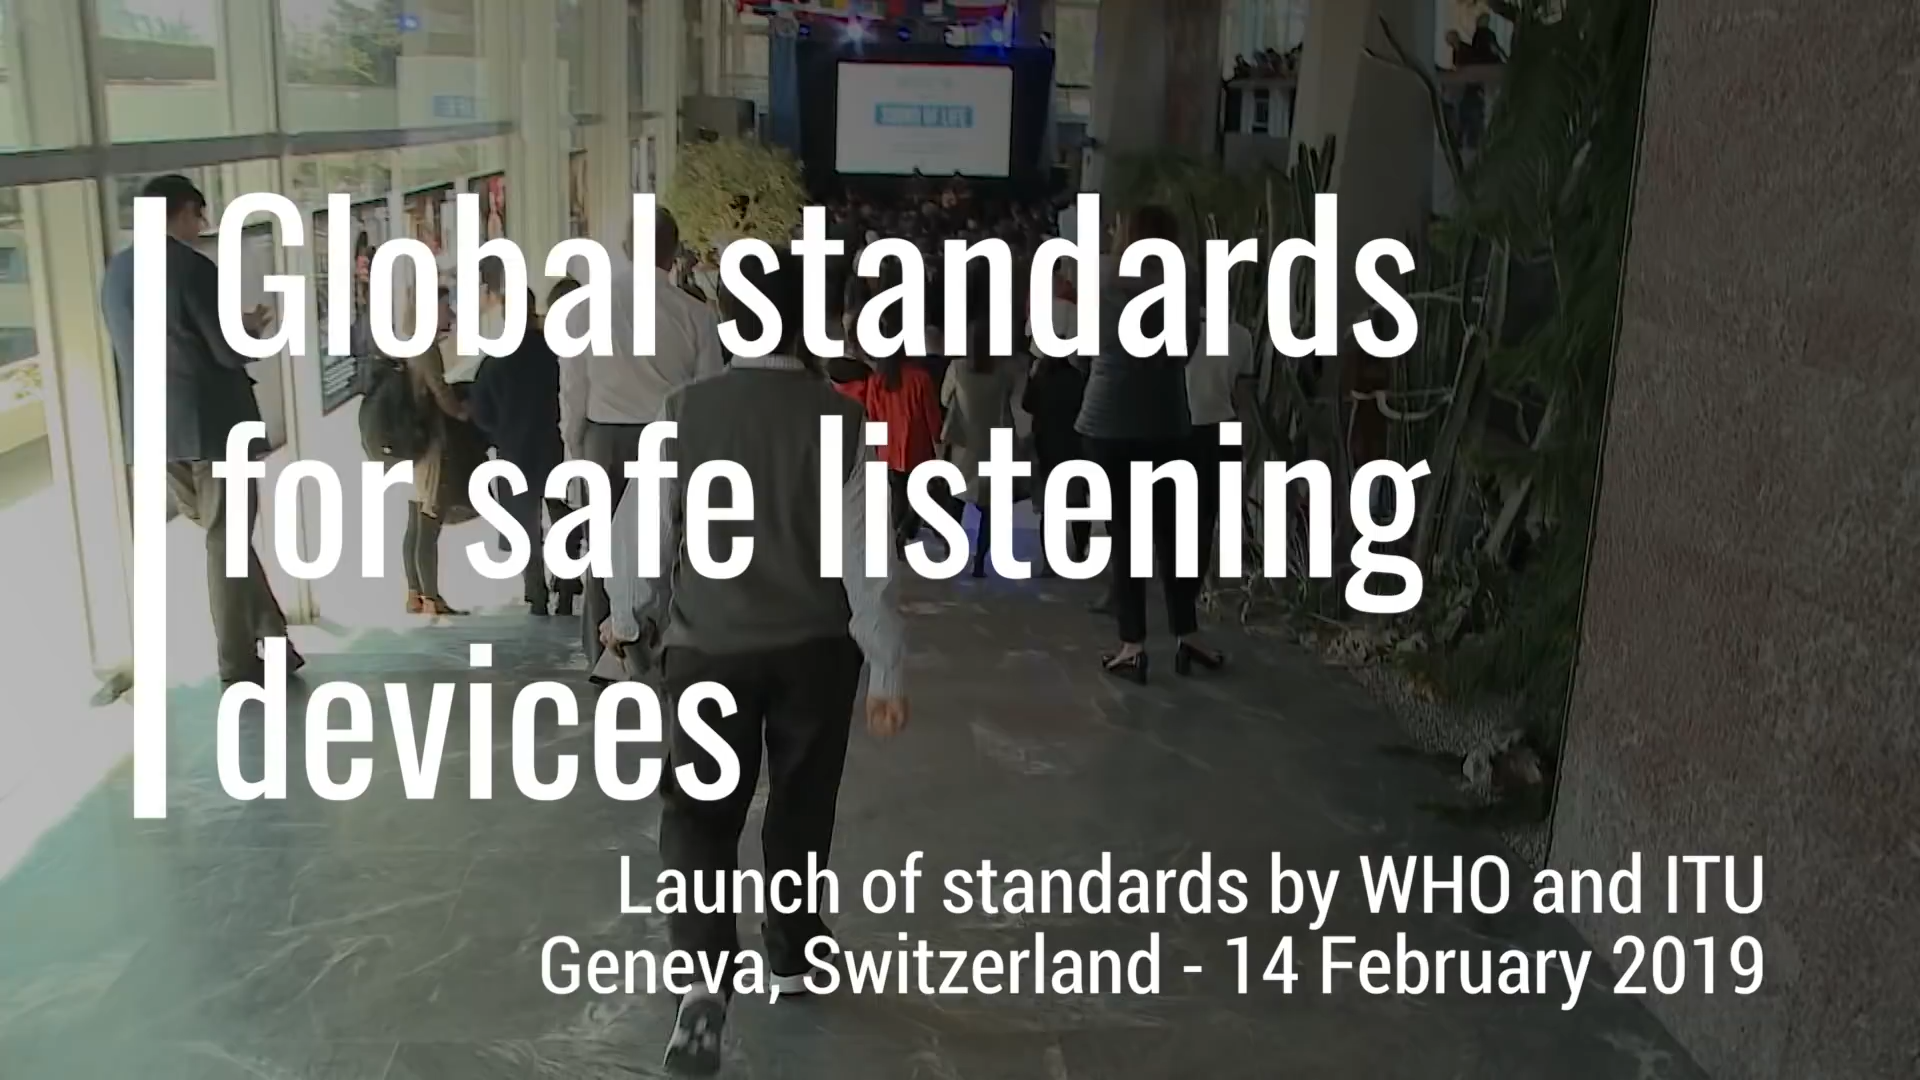 Global standards
for safe listening
devices
Launch of standards by WHO and ITU
Geneva, Switzerland - 14 February 2019